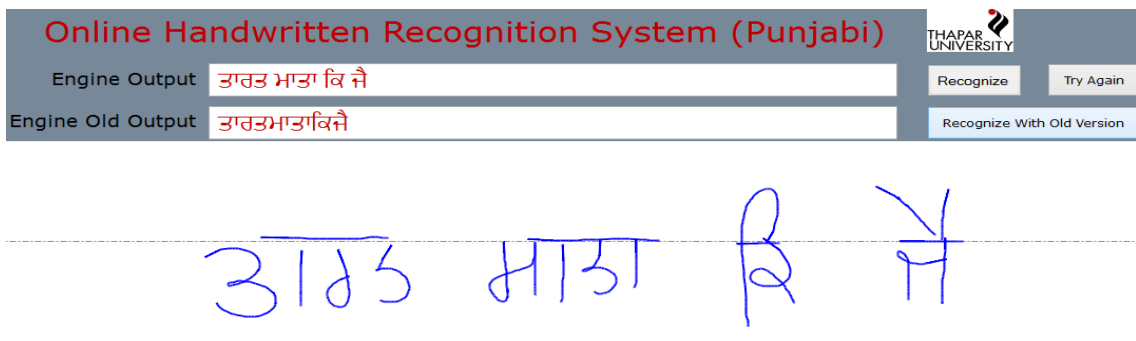 Online Handwritten Recognition System (Punjabi)
THAPAR UNIVERSITY
Engine Output ਤਾਰਤ ਮਾਤਾ ਕਿ ਜੈ Recognize Try Again
Engine Old Output ਤਾਰਤਮਾਤਾਕਿਜੈ Recognize With Old Version
ਤਾਰਤ ਮਾਤਾ ਕਿ ਜੈ